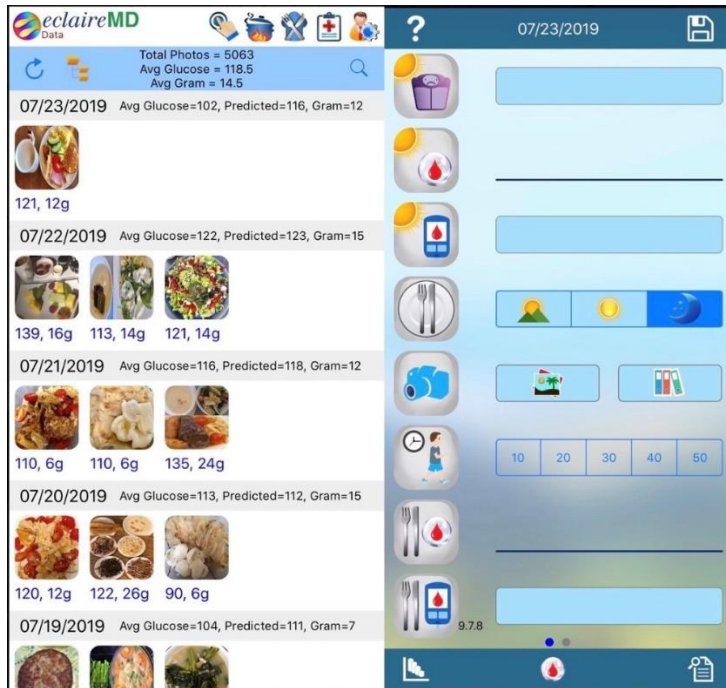 eclaireMD
Data
Total Photos = 5063
Avg Glucose = 118.5
Avg Gram = 14.5
07/23/2019 Avg Glucose=102, Predicted=116, Gram=12
121, 12g
07/22/2019 Avg Glucose=122, Predicted=123, Gram=15
139, 16g 113, 14g 121, 14g
07/21/2019 Avg Glucose=116, Predicted=118, Gram=12
110, 6g 110, 6g 135, 24g
07/20/2019 Avg Glucose=113, Predicted=112, Gram=15
120, 12g 122, 26g 90, 6g
07/19/2019 Avg Glucose=104, Predicted=111, Gram=7
? 07/23/2019
10 20 30 40 50
9.7.8